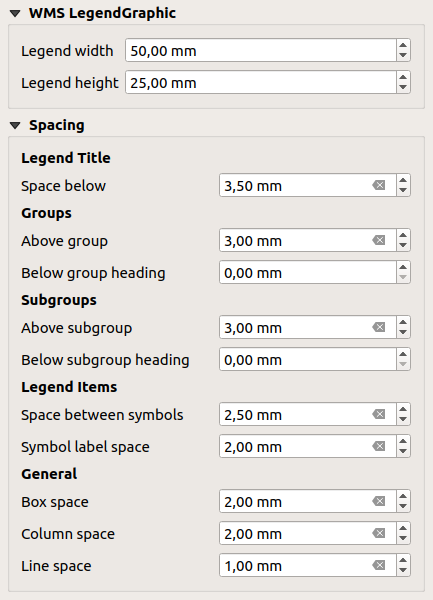 WMS LegendGraphic
Legend width 50,00 mm
Legend height 25,00 mm
Spacing
Legend Title
Space below 3,50 mm
Groups
Above group 3,00 mm
Below group heading 0,00 mm
Subgroups
Above subgroup 3,00 mm
Below subgroup heading 0,00 mm
Legend Items
Space between symbols 2,50 mm
Symbol label space 2,00 mm
General
Box space 2,00 mm
Column space 2,00 mm
Line space 1,00 mm